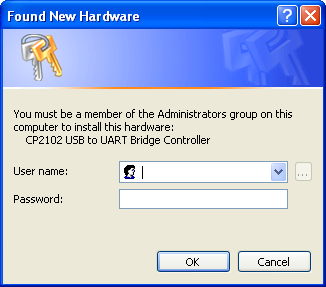 Found New Hardware
You must be a member of the Administrators group on this
computer to install this hardware:
CP2102 USB to UART Bridge Controller
User name:
...
Password:
OK
Cancel